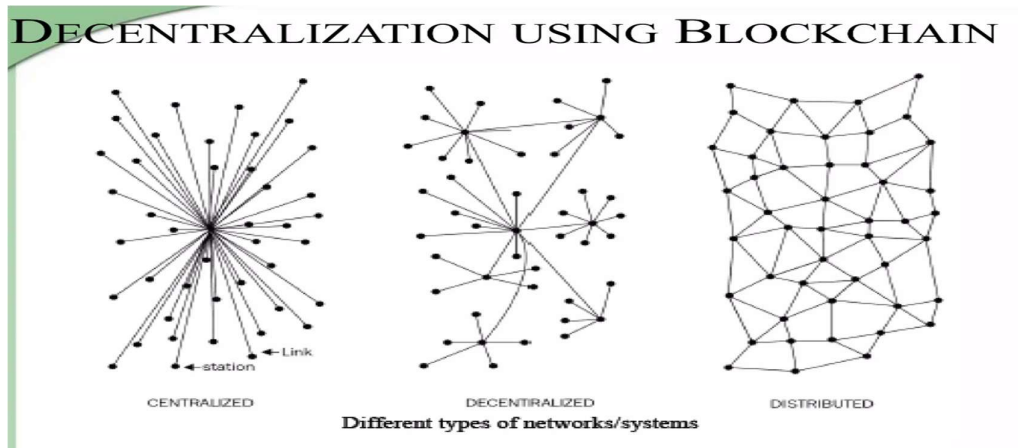 DECENTRALIZATION USING BLOCKCHAIN
Link
station
CENTRALIZED
DECENTRALIZED
DISTRIBUTED
Different types of networks/systems